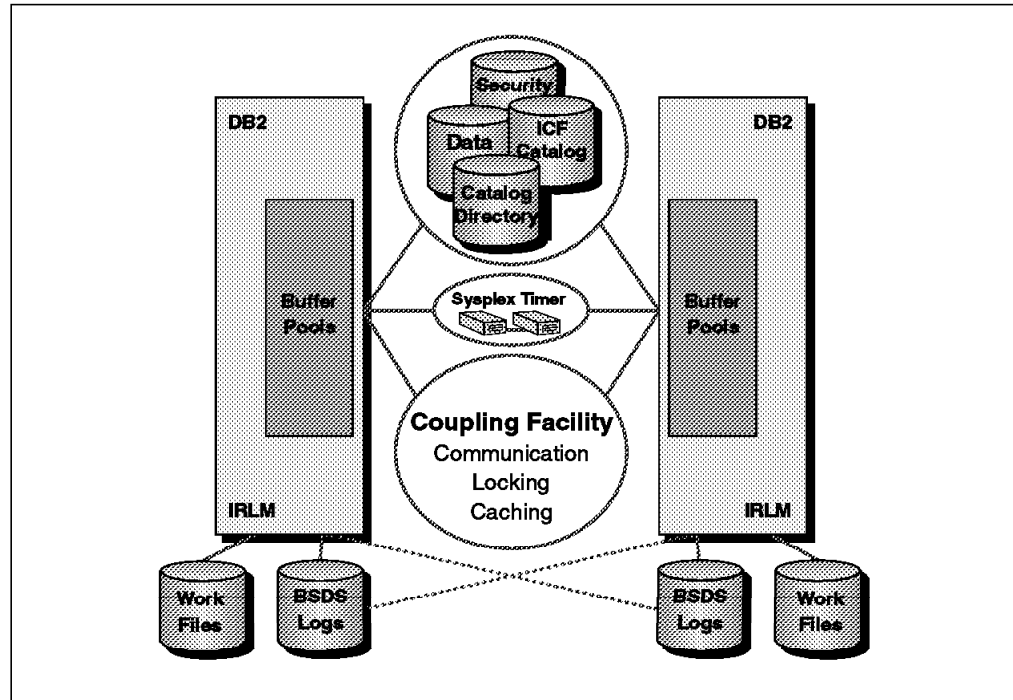 Security
DB2
DB2
Data
ICF
Catalog
Catalog
Directory
Buffer
Pools
Sysplex Timer
Buffer
Pools
Coupling Facility
Communication
Locking
Caching
IRLM
IRLM
Work
Files
BSDS
Logs
BSDS
Logs
Work
Files